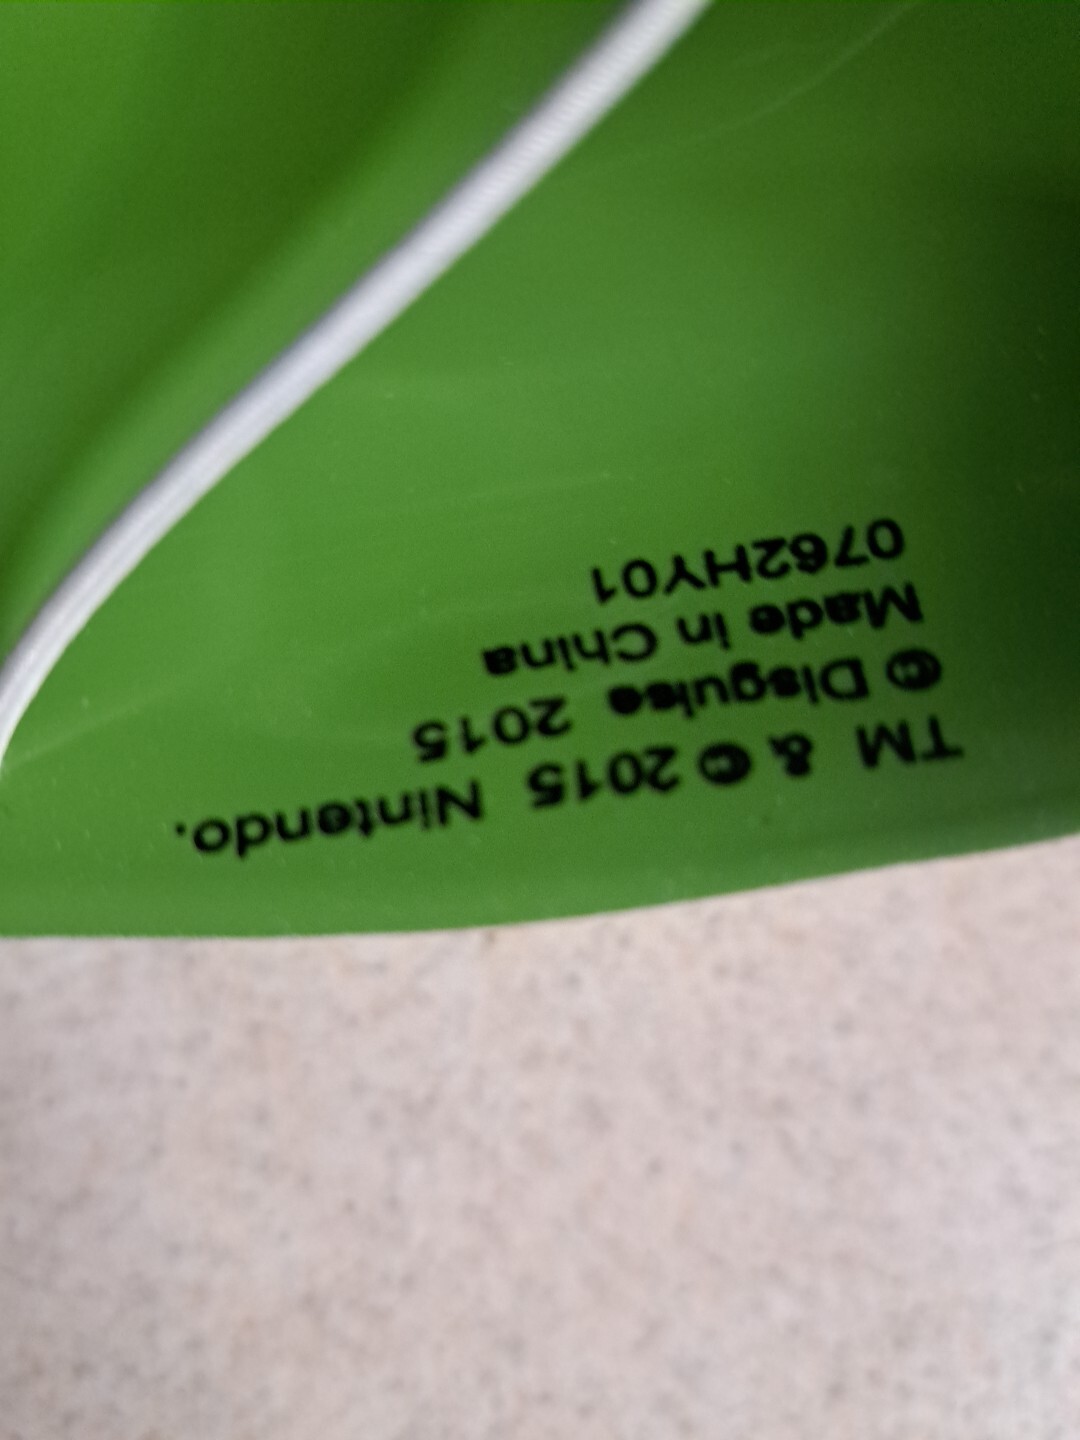 TM & © 2015 Nintendo.
© Disguise 2015
Made in China
0762HY01